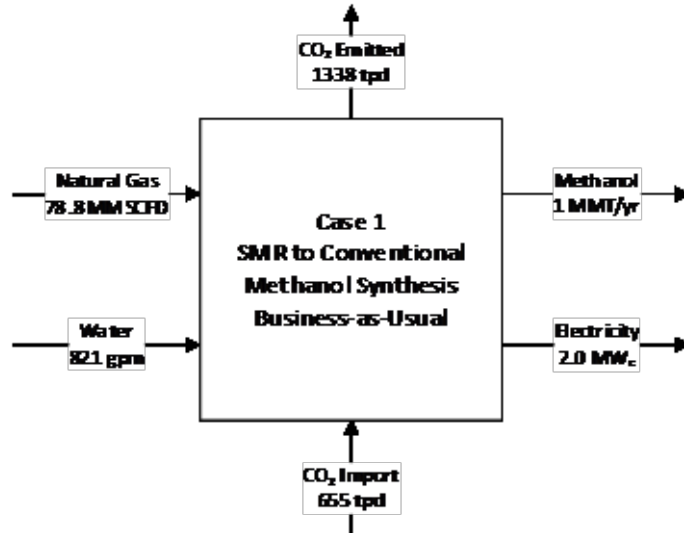 CO₂ Emitted
1338 tpd
Natural Gas
78.8 MM SCFD
Methanol
1 MMT/yr
Case 1
SMR to Conventional
Methanol Synthesis
Business-as-Usual
Water
821 gpm
Electricity
2.0 MWₑ
CO₂ Import
655 tpd